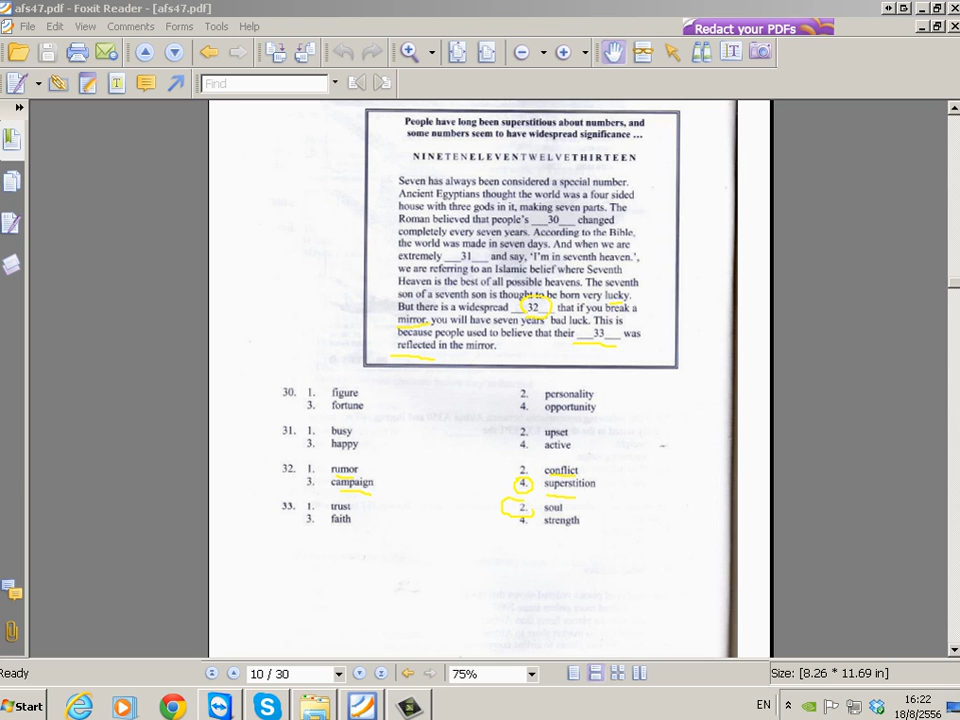 afs47.pdf - Foxit Reader - [afs47.pdf]
File Edit View Comments Forms Tools Help
Redact your PDFs
Find
People have long been superstitious about numbers, and
some numbers seem to have widespread significance ...
NINETENELEVENTWELVETHIRTEEN
Seven has always been considered a special number.
Ancient Egyptians thought the world was a four sided
house with three gods in it, making seven parts. The
Roman believed that people's ___30___ changed
completely every seven years. According to the Bible,
the world was made in seven days. And when we are
extremely ___31___ and say, 'I'm in seventh heaven.',
we are referring to an Islamic belief where Seventh
Heaven is the best of all possible heavens. The seventh
son of a seventh son is thought to be born very lucky.
But there is a widespread ___32___ that if you break a
mirror, you will have seven years' bad luck. This is
because people used to believe that their ___33___ was
reflected in the mirror.
30. 1. figure 2. personality
3. fortune 4. opportunity
31. 1. busy 2. upset
3. happy 4. active
32. 1. rumor 2. conflict
3. campaign 4. superstition
33. 1. trust 2. soul
3. faith 4. strength
Ready 10 / 30 75% Size: [8.26 * 11.69 in]
Start EN 16:22
18/8/2556